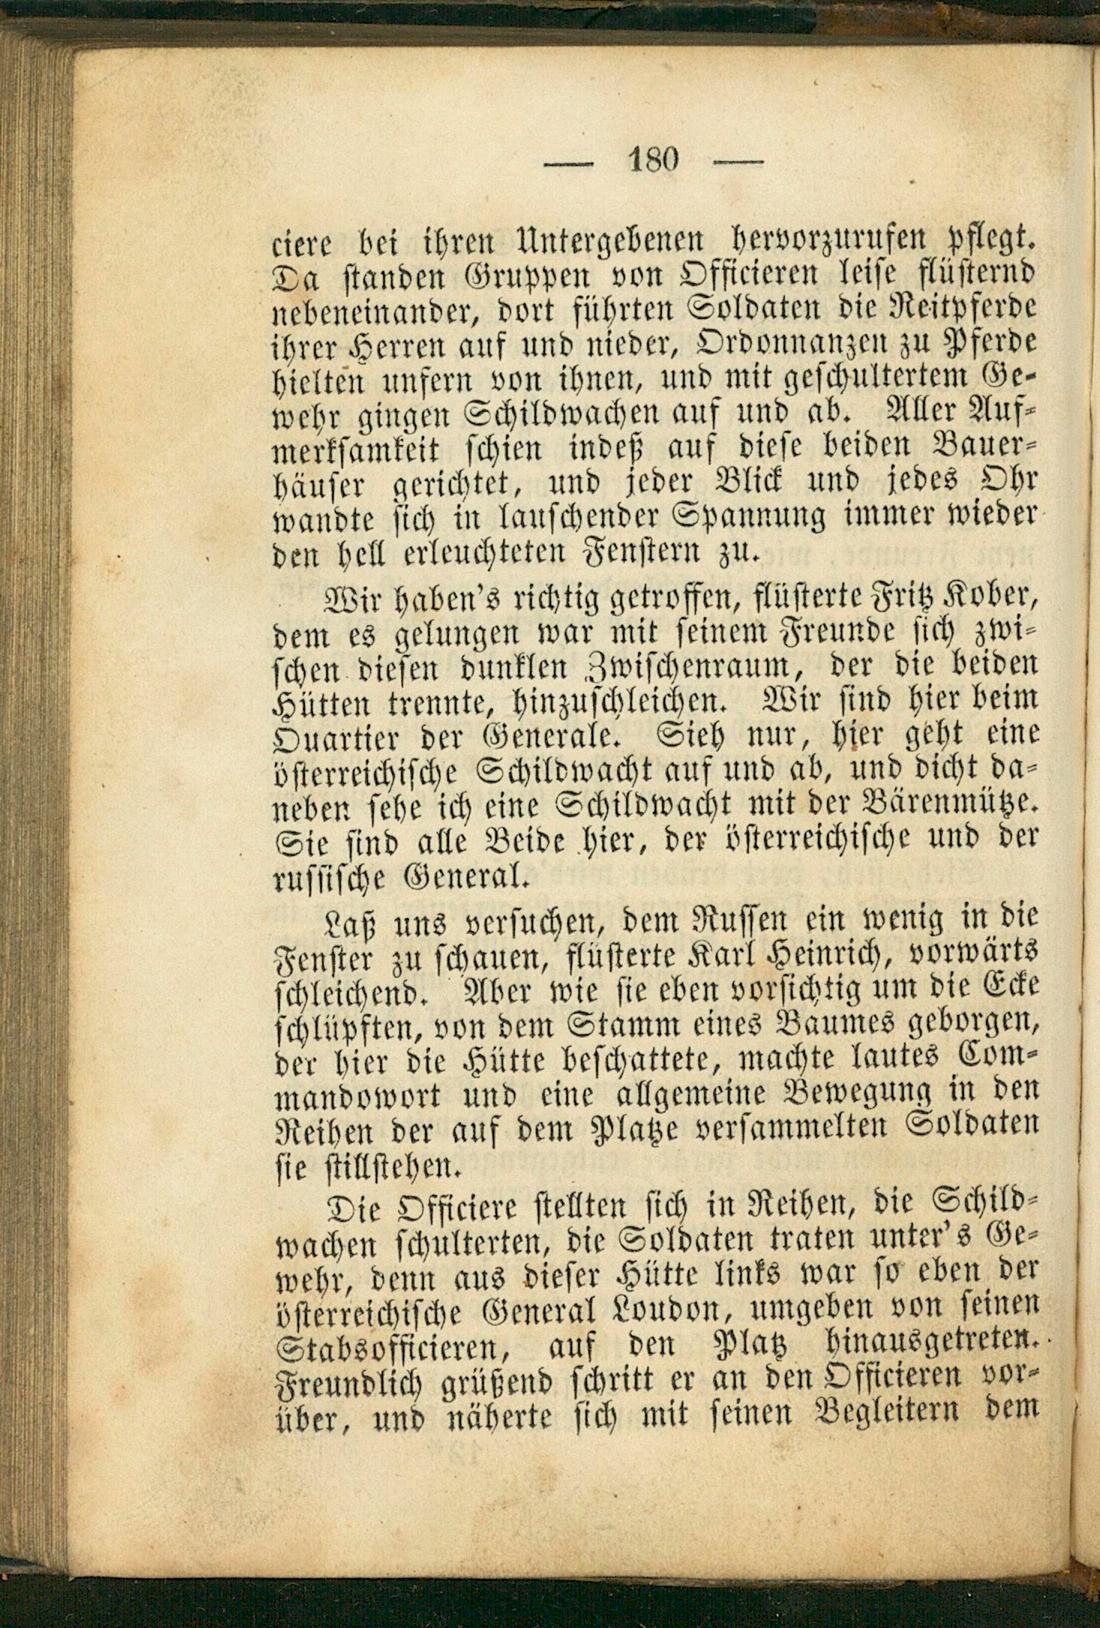 — 180 —
ciere bei ihren Untergebenen hervorzurufen pflegt.
Da standen Gruppen von Officieren leise flüsternd
nebeneinander, dort führten Soldaten die Reitpferde
ihrer Herren auf und nieder, Ordonnanzen zu Pferde
hielten unfern von ihnen, und mit geschultertem Ge-
wehr gingen Schildwachen auf und ab. Aller Auf-
merksamkeit schien indeß auf diese beiden Bauer-
häuser gerichtet, und jeder Blick und jedes Ohr
wandte sich in lauschender Spannung immer wieder
den hell erleuchteten Fenstern zu.
Wir haben's richtig getroffen, flüsterte Fritz Kober,
dem es gelungen war mit seinem Freunde sich zwi-
schen diesen dunklen Zwischenraum, der die beiden
Hütten trennte, hinzuschleichen. Wir sind hier beim
Quartier der Generale. Sieh nur, hier geht eine
österreichische Schildwacht auf und ab, und dicht da-
neben sehe ich eine Schildwacht mit der Bärenmütze.
Sie sind alle Beide hier, der österreichische und der
russische General.
Laß uns versuchen, dem Russen ein wenig in die
Fenster zu schauen, flüsterte Karl Heinrich, vorwärts
schleichend. Aber wie sie eben vorsichtig um die Ecke
schlüpften, von dem Stamm eines Baumes geborgen,
der hier die Hütte beschattete, machte lautes Com-
mandowort und eine allgemeine Bewegung in den
Reihen der auf dem Platze versammelten Soldaten
sie stillstehen.
Die Officiere stellten sich in Reihen, die Schild-
wachen schulterten, die Soldaten traten unter's Ge-
wehr, denn aus dieser Hütte links war so eben der
österreichische General Loudon, umgeben von seinen
Stabsofficieren, auf den Platz hinausgetreten.
Freundlich grüßend schritt er an den Officieren vor-
über, und näherte sich mit seinen Begleitern dem